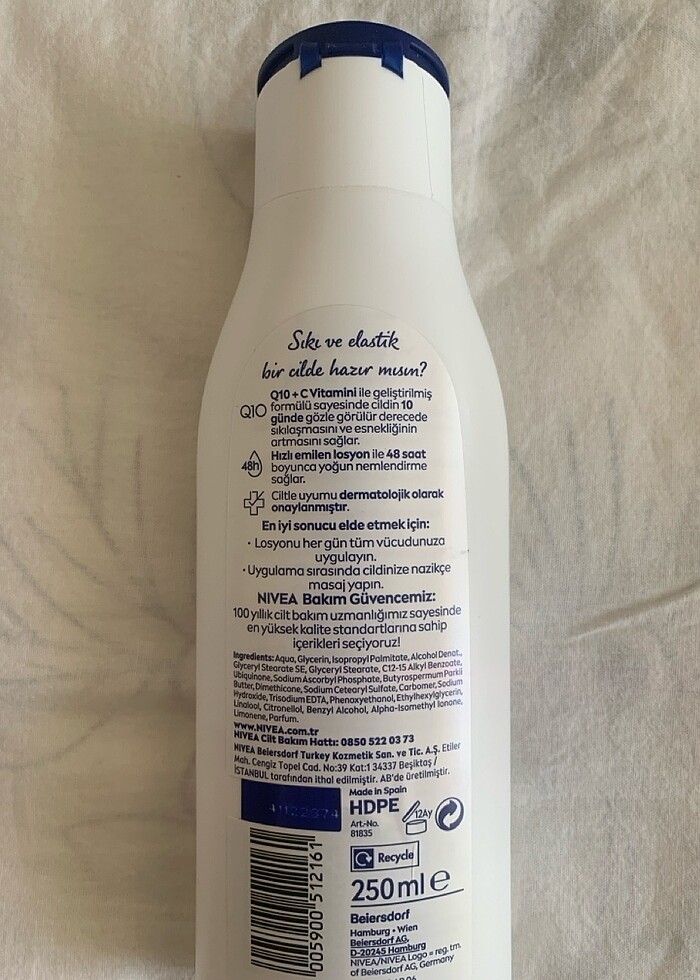 Sıkı ve elastik
bir cilde hazır mısın?
Q10
Q10 + C Vitamini ile geliştirilmiş
formülü sayesinde cildin 10
günde gözle görülür derecede
sıkılaşmasını ve esnekliğinin
artmasını sağlar.
48h
Hızlı emilen losyon ile 48 saat
boyunca yoğun nemlendirme
sağlar.
Ciltle uyumu dermatolojik olarak
onaylanmıştır.
En iyi sonucu elde etmek için:
• Losyonu her gün tüm vücudunuza
uygulayın.
• Uygulama sırasında cildinize nazikçe
masaj yapın.
NIVEA Bakım Güvencemiz:
100 yıllık cilt bakım uzmanlığımız sayesinde
en yüksek kalite standartlarına sahip
içerikleri seçiyoruz!
Ingredients: Aqua, Glycerin, Isopropyl Palmitate, Alcohol Denat.,
Glyceryl Stearate SE, Glyceryl Stearate, C12-15 Alkyl Benzoate,
Ubiquinone, Sodium Ascorbyl Phosphate, Butyrospermum Parkii
Butter, Dimethicone, Sodium Cetearyl Sulfate, Carbomer, Sodium
Hydroxide, Trisodium EDTA, Phenoxyethanol, Ethylhexylglycerin,
Linalool, Citronellol, Benzyl Alcohol, Alpha-Isomethyl Ionone,
Limonene, Parfum.
www.NIVEA.com.tr
NIVEA Cilt Bakım Hattı: 0850 522 03 73
NIVEA Beiersdorf Turkey Kozmetik San. ve Tic. A.Ş. Etiler
Mah. Cengiz Topel Cad. No:39 Kat:1 34337 Beşiktaş /
İSTANBUL tarafından ithal edilmiştir. AB'de üretilmiştir.
Made in Spain
HDPE
12AY
Art.-No.
81835
Recycle
250 ml e
005900 512161
Beiersdorf
Hamburg • Wien
Beiersdorf AG,
D-20245 Hamburg
NIVEA/NIVEA Logo = reg. tm.
of Beiersdorf AG, Germany